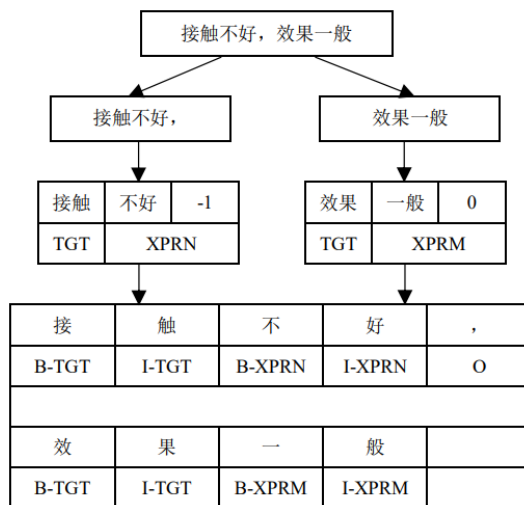 接触不好，效果一般
接触不好， 效果一般
接触 不好 -1 效果 一般 0
TGT XPRN TGT XPRM
接 触 不 好 ，
B-TGT I-TGT B-XPRN I-XPRN O
效 果 一 般
B-TGT I-TGT B-XPRM I-XPRM